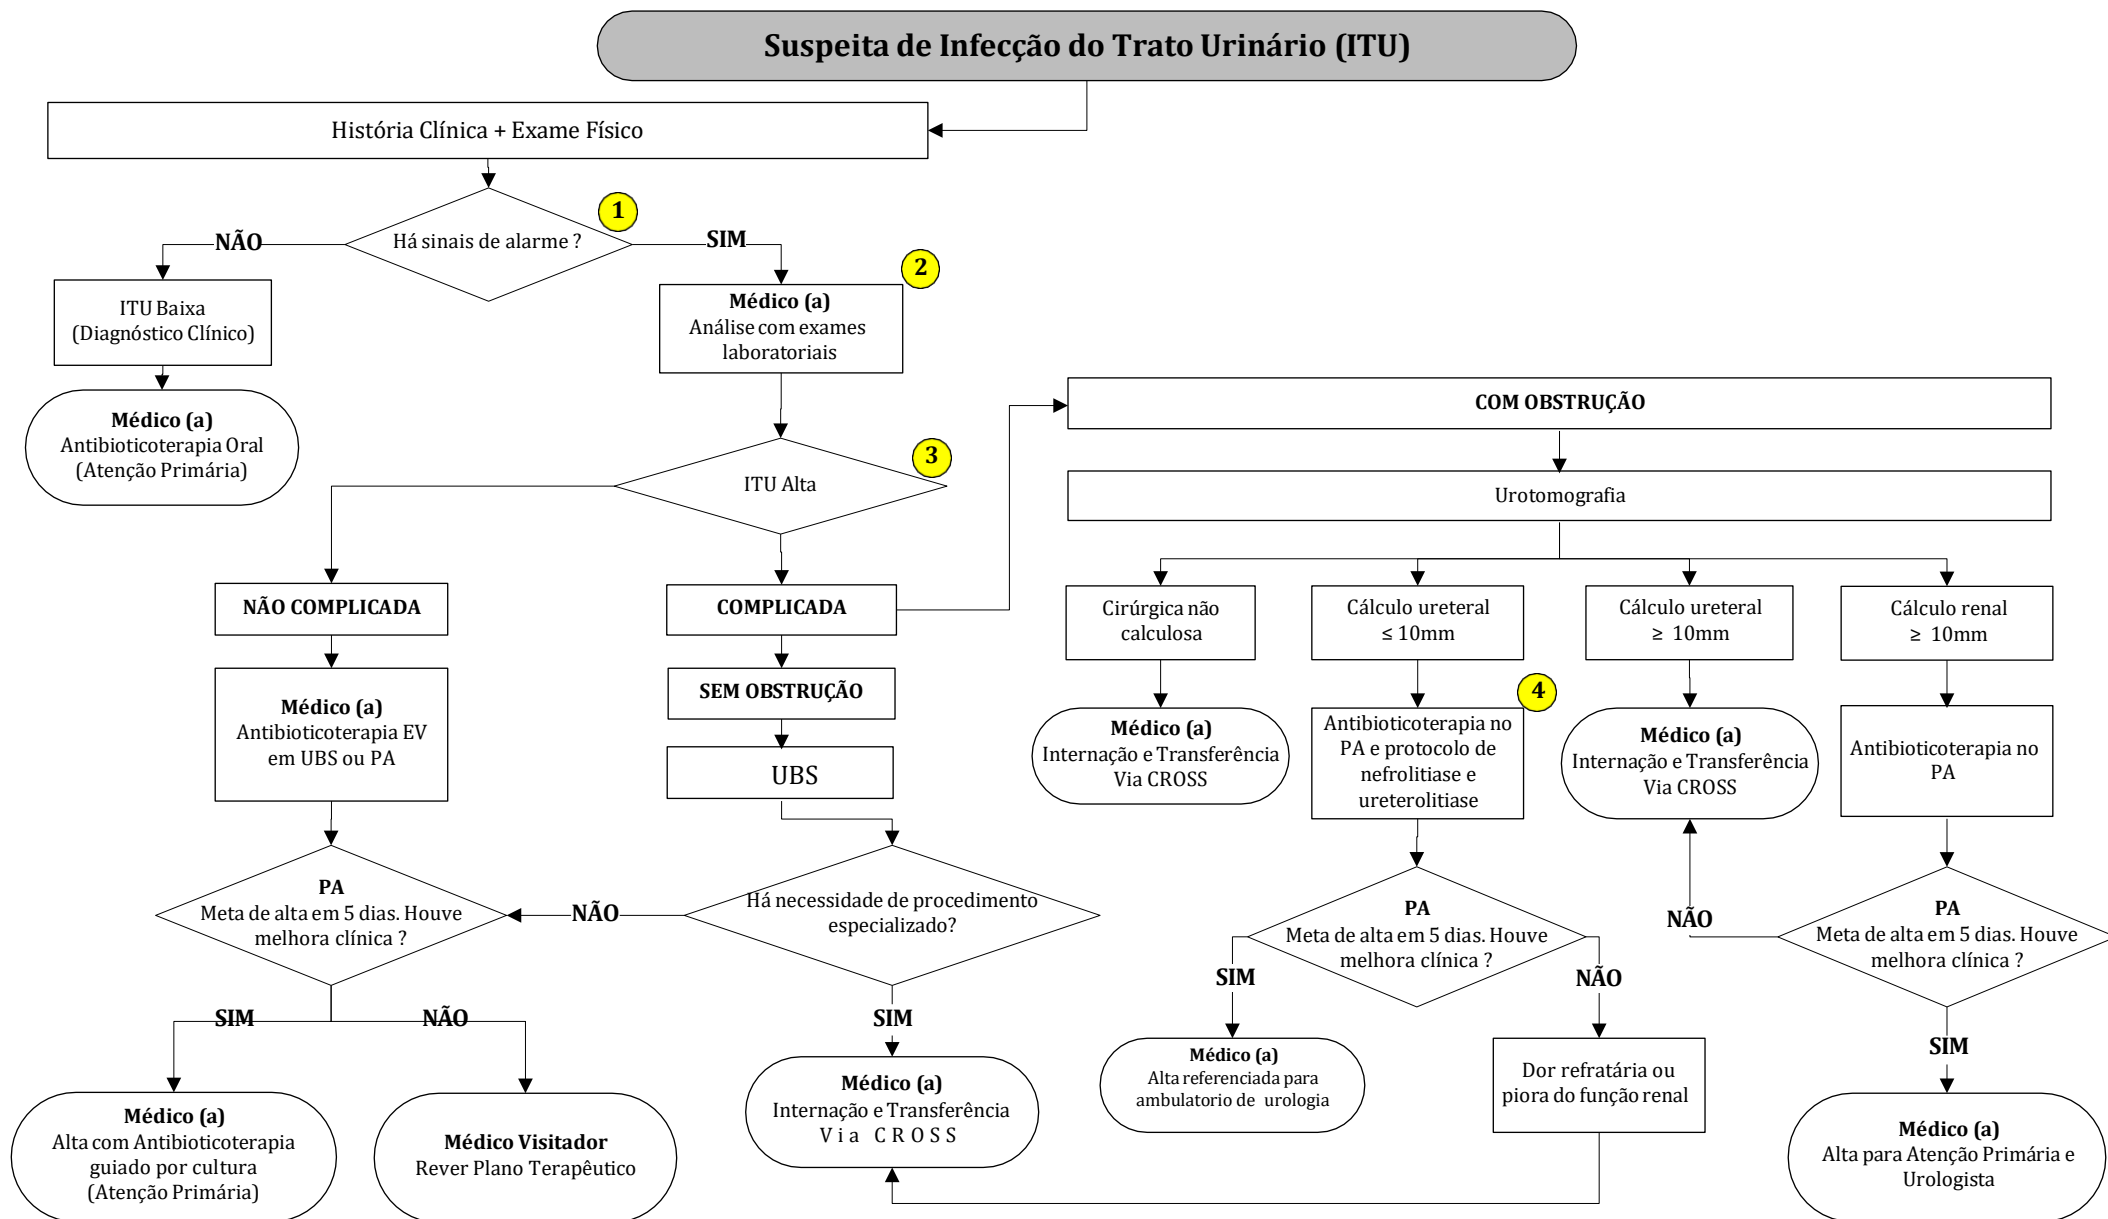 Suspeita de Infecção do Trato Urinário (ITU)
História Clínica + Exame Físico
1
Há sinais de alarme ?
NÃO
SIM
2
ITU Baixa
(Diagnóstico Clínico)
Médico (a)
Análise com exames
laboratoriais
Médico (a)
Antibioticoterapia Oral
(Atenção Primária)
3
ITU Alta
COM OBSTRUÇÃO
Urotomografia
NÃO COMPLICADA
COMPLICADA
Cirúrgica não
calculosa
Cálculo ureteral
≤ 10mm
Cálculo ureteral
≥ 10mm
Cálculo renal
≥ 10mm
Médico (a)
Antibioticoterapia EV
em UBS ou PA
SEM OBSTRUÇÃO
UBS
4
Médico (a)
Internação e Transferência
Via CROSS
Antibioticoterapia no
PA e protocolo de
nefrolitiase e
ureterolitiase
Médico (a)
Internação e Transferência
Via CROSS
Antibioticoterapia no
PA
PA
Meta de alta em 5 dias. Houve
melhora clínica ?
NÃO
Há necessidade de procedimento
especializado?
PA
Meta de alta em 5 dias. Houve
melhora clínica ?
NÃO
PA
Meta de alta em 5 dias. Houve
melhora clínica ?
SIM
NÃO
SIM
SIM
NÃO
SIM
Médico (a)
Alta com Antibioticoterapia
guiado por cultura
(Atenção Primária)
Médico Visitador
Rever Plano Terapêutico
Médico (a)
Internação e Transferência
Via CROSS
Médico (a)
Alta referenciada para
ambulatorio de urologia
Dor refratária ou
piora do função renal
SIM
Médico (a)
Alta para Atenção Primária e
Urologista